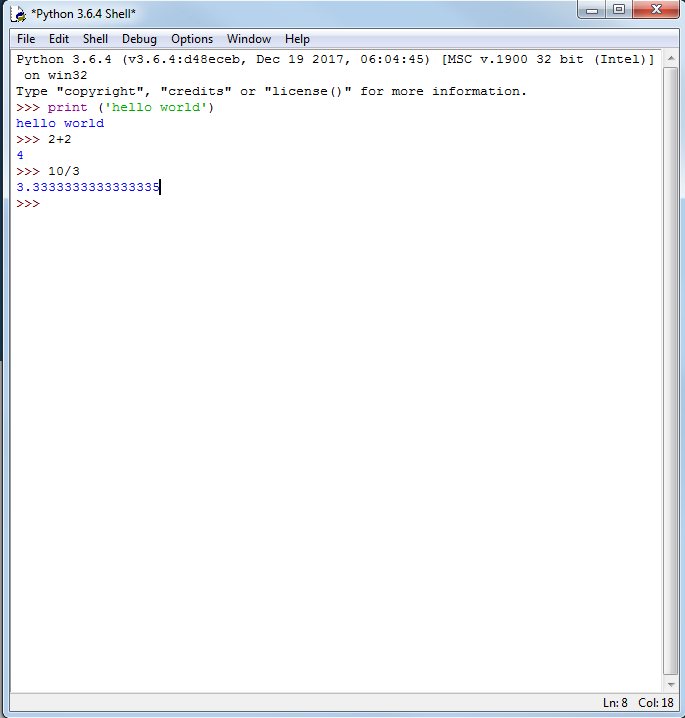 *Python 3.6.4 Shell*
File Edit Shell Debug Options Window Help
Python 3.6.4 (v3.6.4:d48eceb, Dec 19 2017, 06:04:45) [MSC v.1900 32 bit (Intel)]
on win32
Type "copyright", "credits" or "license()" for more information.
>>> print ('hello world')
hello world
>>> 2+2
4
>>> 10/3
3.3333333333333335
>>>
Ln: 8 Col: 18